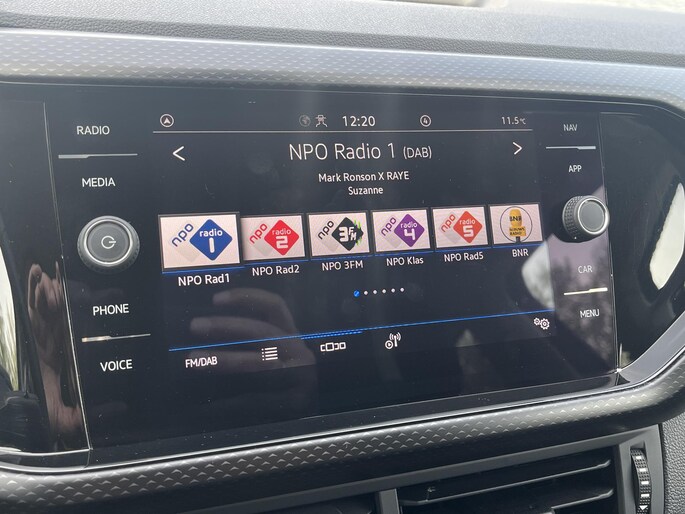 RADIO
MEDIA
PHONE
VOICE
12:20
4
11.5°C
NPO Radio 1 (DAB)
Mark Ronson X RAYE
Suzanne
npo radio 1
npo radio 2
npo 3fm
npo radio 4
npo radio 5
BNR
NPO Rad1
NPO Rad2
NPO 3FM
NPO Klas
NPO Rad5
BNR
FM/DAB
NAV
APP
CAR
MENU